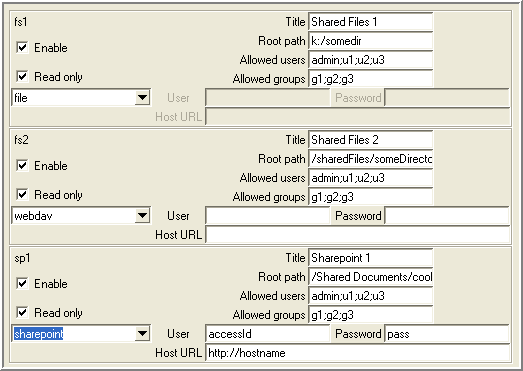 fs1 Title Shared Files 1
Enable Root path k:/somedir
Allowed users admin;u1;u2;u3
Read only Allowed groups g1;g2;g3
file User Password
Host URL
fs2 Title Shared Files 2
Enable Root path /sharedFiles/someDirecto
Allowed users admin;u1;u2;u3
Read only Allowed groups g1;g2;g3
webdav User Password
Host URL
sp1 Title Sharepoint 1
Enable Root path /Shared Documents/cool
Allowed users admin;u1;u2;u3
Read only Allowed groups g1;g2;g3
sharepoint User accessId Password pass
Host URL http://hostname